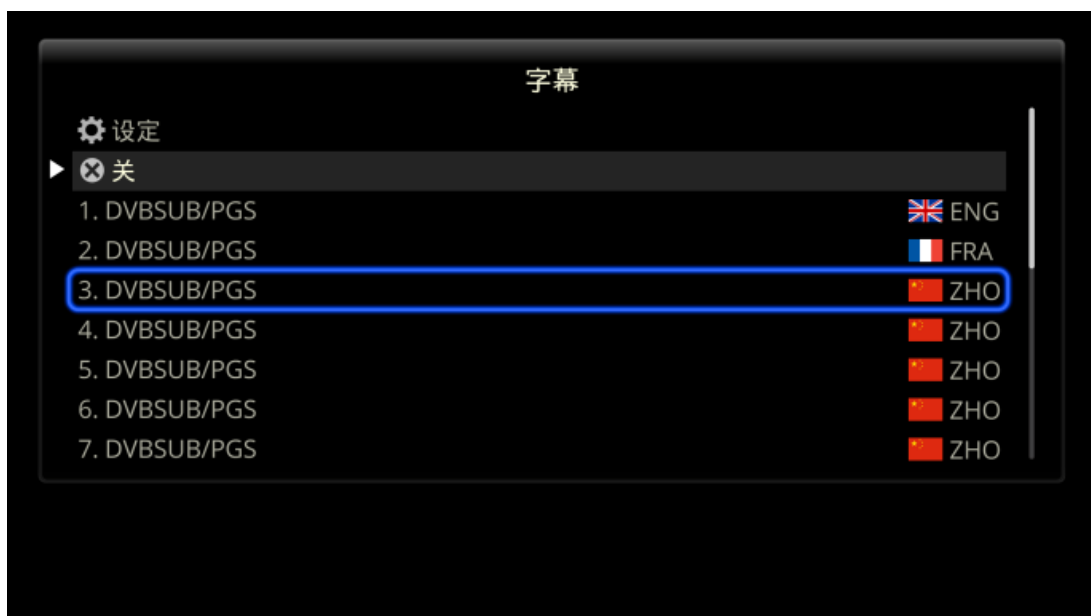 字幕
设定
关
1. DVBSUB/PGS ENG
2. DVBSUB/PGS FRA
3. DVBSUB/PGS ZHO
4. DVBSUB/PGS ZHO
5. DVBSUB/PGS ZHO
6. DVBSUB/PGS ZHO
7. DVBSUB/PGS ZHO